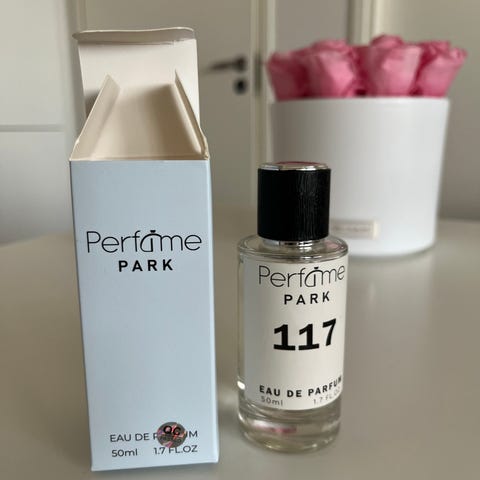 Perfume
PARK
EAU DE PARFUM
50ml 1.7 FL.OZ
Perfume
PARK
117
EAU DE PARFUM
50ml 1.7 FL.OZ